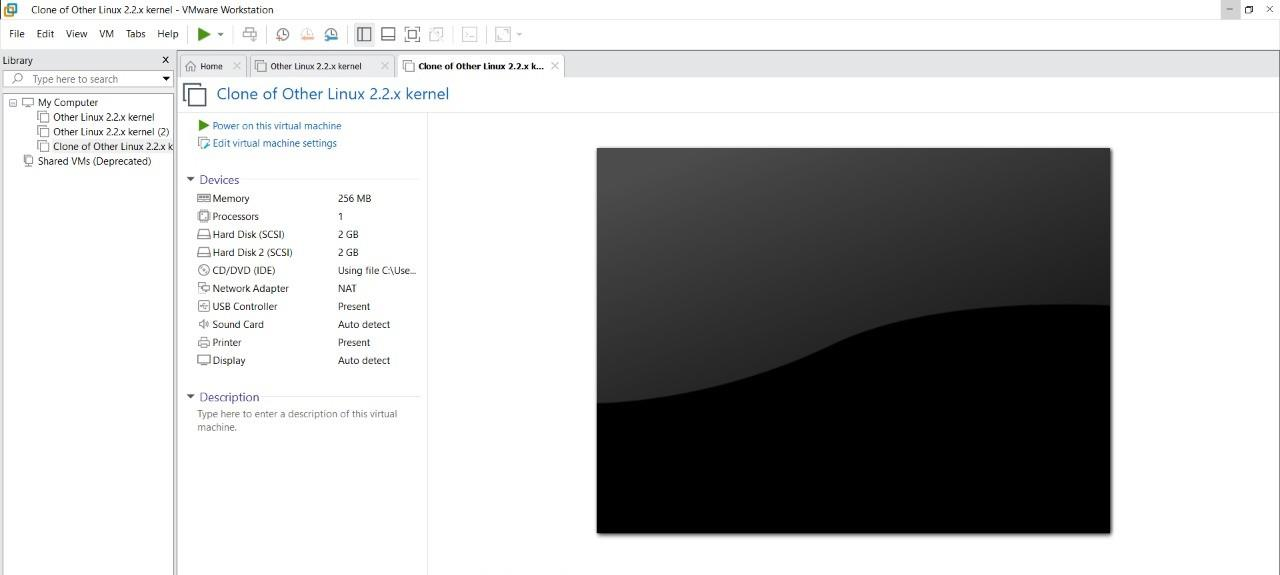 Clone of Other Linux 2.2.x kernel - VMware Workstation
File Edit View VM Tabs Help
Library X
Type here to search
Home
Other Linux 2.2.x kernel
Clone of Other Linux 2.2.x k...
Clone of Other Linux 2.2.x kernel
My Computer
Other Linux 2.2.x kernel
Other Linux 2.2.x kernel (2)
Clone of Other Linux 2.2.x k
Shared VMs (Deprecated)
Power on this virtual machine
Edit virtual machine settings
Devices
Memory 256 MB
Processors 1
Hard Disk (SCSI) 2 GB
Hard Disk 2 (SCSI) 2 GB
CD/DVD (IDE) Using file C:\Use...
Network Adapter NAT
USB Controller Present
Sound Card Auto detect
Printer Present
Display Auto detect
Description
Type here to enter a description of this virtual
machine.